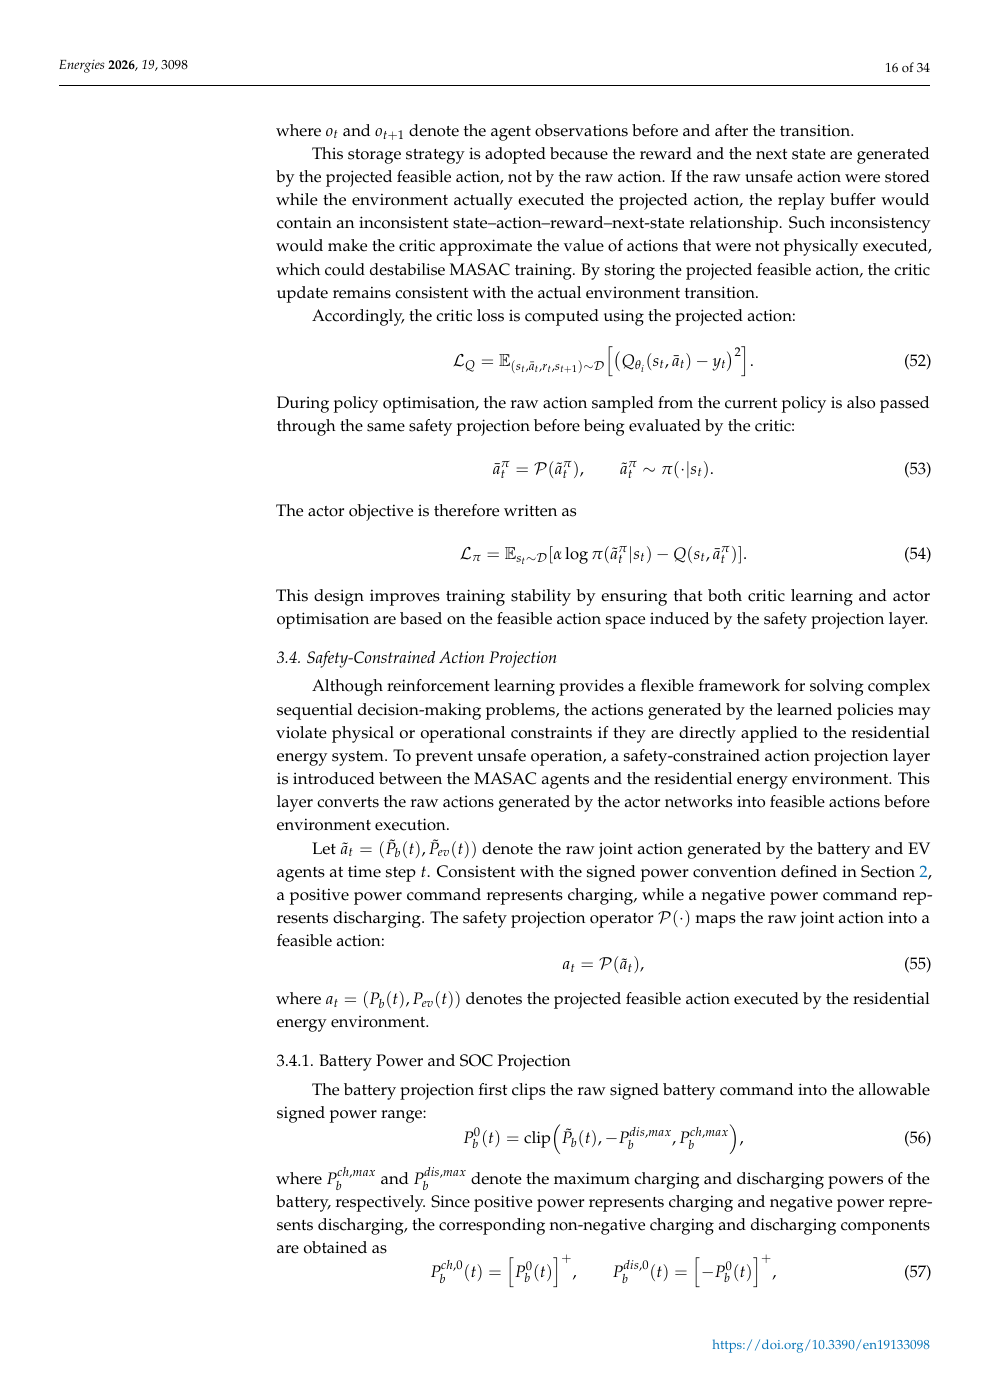 Energies 2026, 19, 3098
16 of 34
where o_t and o_{t+1} denote the agent observations before and after the transition.
This storage strategy is adopted because the reward and the next state are generated
by the projected feasible action, not by the raw action. If the raw unsafe action were stored
while the environment actually executed the projected action, the replay buffer would
contain an inconsistent state–action–reward–next-state relationship. Such inconsistency
would make the critic approximate the value of actions that were not physically executed,
which could destabilise MASAC training. By storing the projected feasible action, the critic
update remains consistent with the actual environment transition.
Accordingly, the critic loss is computed using the projected action:
ℒ_Q = 𝔼_{(s_t,ā_t,r_t,s_{t+1})∼𝒟}[(Q_{θ_i}(s_t, ā_t) − y_t)^2]. (52)
During policy optimisation, the raw action sampled from the current policy is also passed
through the same safety projection before being evaluated by the critic:
ā_t^π = 𝒫(ã_t^π), ã_t^π ∼ π(·|s_t). (53)
The actor objective is therefore written as
ℒ_π = 𝔼_{s_t∼𝒟}[α log π(ã_t^π|s_t) − Q(s_t, ā_t^π)]. (54)
This design improves training stability by ensuring that both critic learning and actor
optimisation are based on the feasible action space induced by the safety projection layer.
3.4. Safety-Constrained Action Projection
Although reinforcement learning provides a flexible framework for solving complex
sequential decision-making problems, the actions generated by the learned policies may
violate physical or operational constraints if they are directly applied to the residential
energy system. To prevent unsafe operation, a safety-constrained action projection layer
is introduced between the MASAC agents and the residential energy environment. This
layer converts the raw actions generated by the actor networks into feasible actions before
environment execution.
Let ã_t = (P̃_b(t), P̃_{ev}(t)) denote the raw joint action generated by the battery and EV
agents at time step t. Consistent with the signed power convention defined in Section 2,
a positive power command represents charging, while a negative power command rep-
resents discharging. The safety projection operator 𝒫(·) maps the raw joint action into a
feasible action:
a_t = 𝒫(ã_t), (55)
where a_t = (P_b(t), P_{ev}(t)) denotes the projected feasible action executed by the residential
energy environment.
3.4.1. Battery Power and SOC Projection
The battery projection first clips the raw signed battery command into the allowable
signed power range:
P_b^0(t) = clip(P̃_b(t), −P_b^{dis,max}, P_b^{ch,max}), (56)
where P_b^{ch,max} and P_b^{dis,max} denote the maximum charging and discharging powers of the
battery, respectively. Since positive power represents charging and negative power repre-
sents discharging, the corresponding non-negative charging and discharging components
are obtained as
P_b^{ch,0}(t) = [P_b^0(t)]^+, P_b^{dis,0}(t) = [−P_b^0(t)]^+, (57)
https://doi.org/10.3390/en19133098